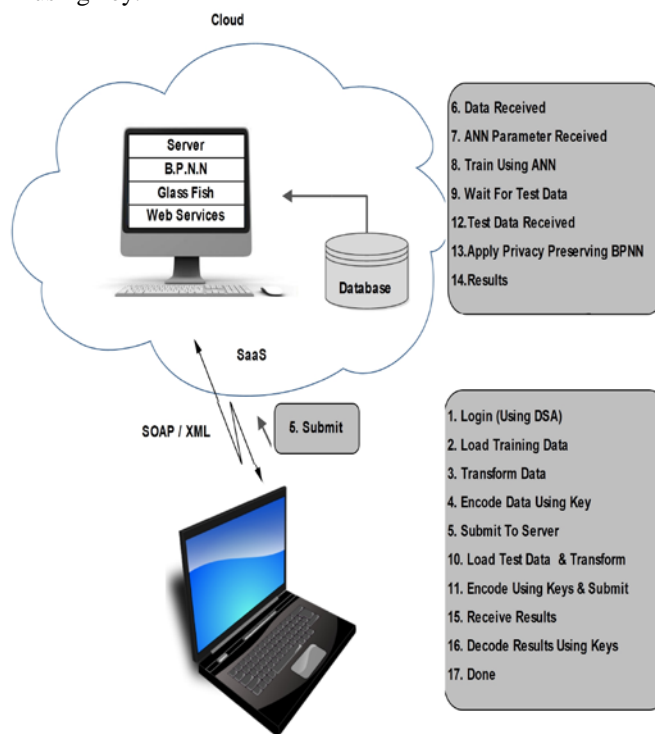 using key.
Cloud
Server
B.P.N.N
Glass Fish
Web Services
Database
SaaS
SOAP / XML
5. Submit
6. Data Received
7. ANN Parameter Received
8. Train Using ANN
9. Wait For Test Data
12.Test Data Received
13.Apply Privacy Preserving BPNN
14.Results
1. Login (Using DSA)
2. Load Training Data
3. Transform Data
4. Encode Data Using Key
5. Submit To Server
10. Load Test Data & Transform
11. Encode Using Keys & Submit
15. Receive Results
16. Decode Results Using Keys
17. Done